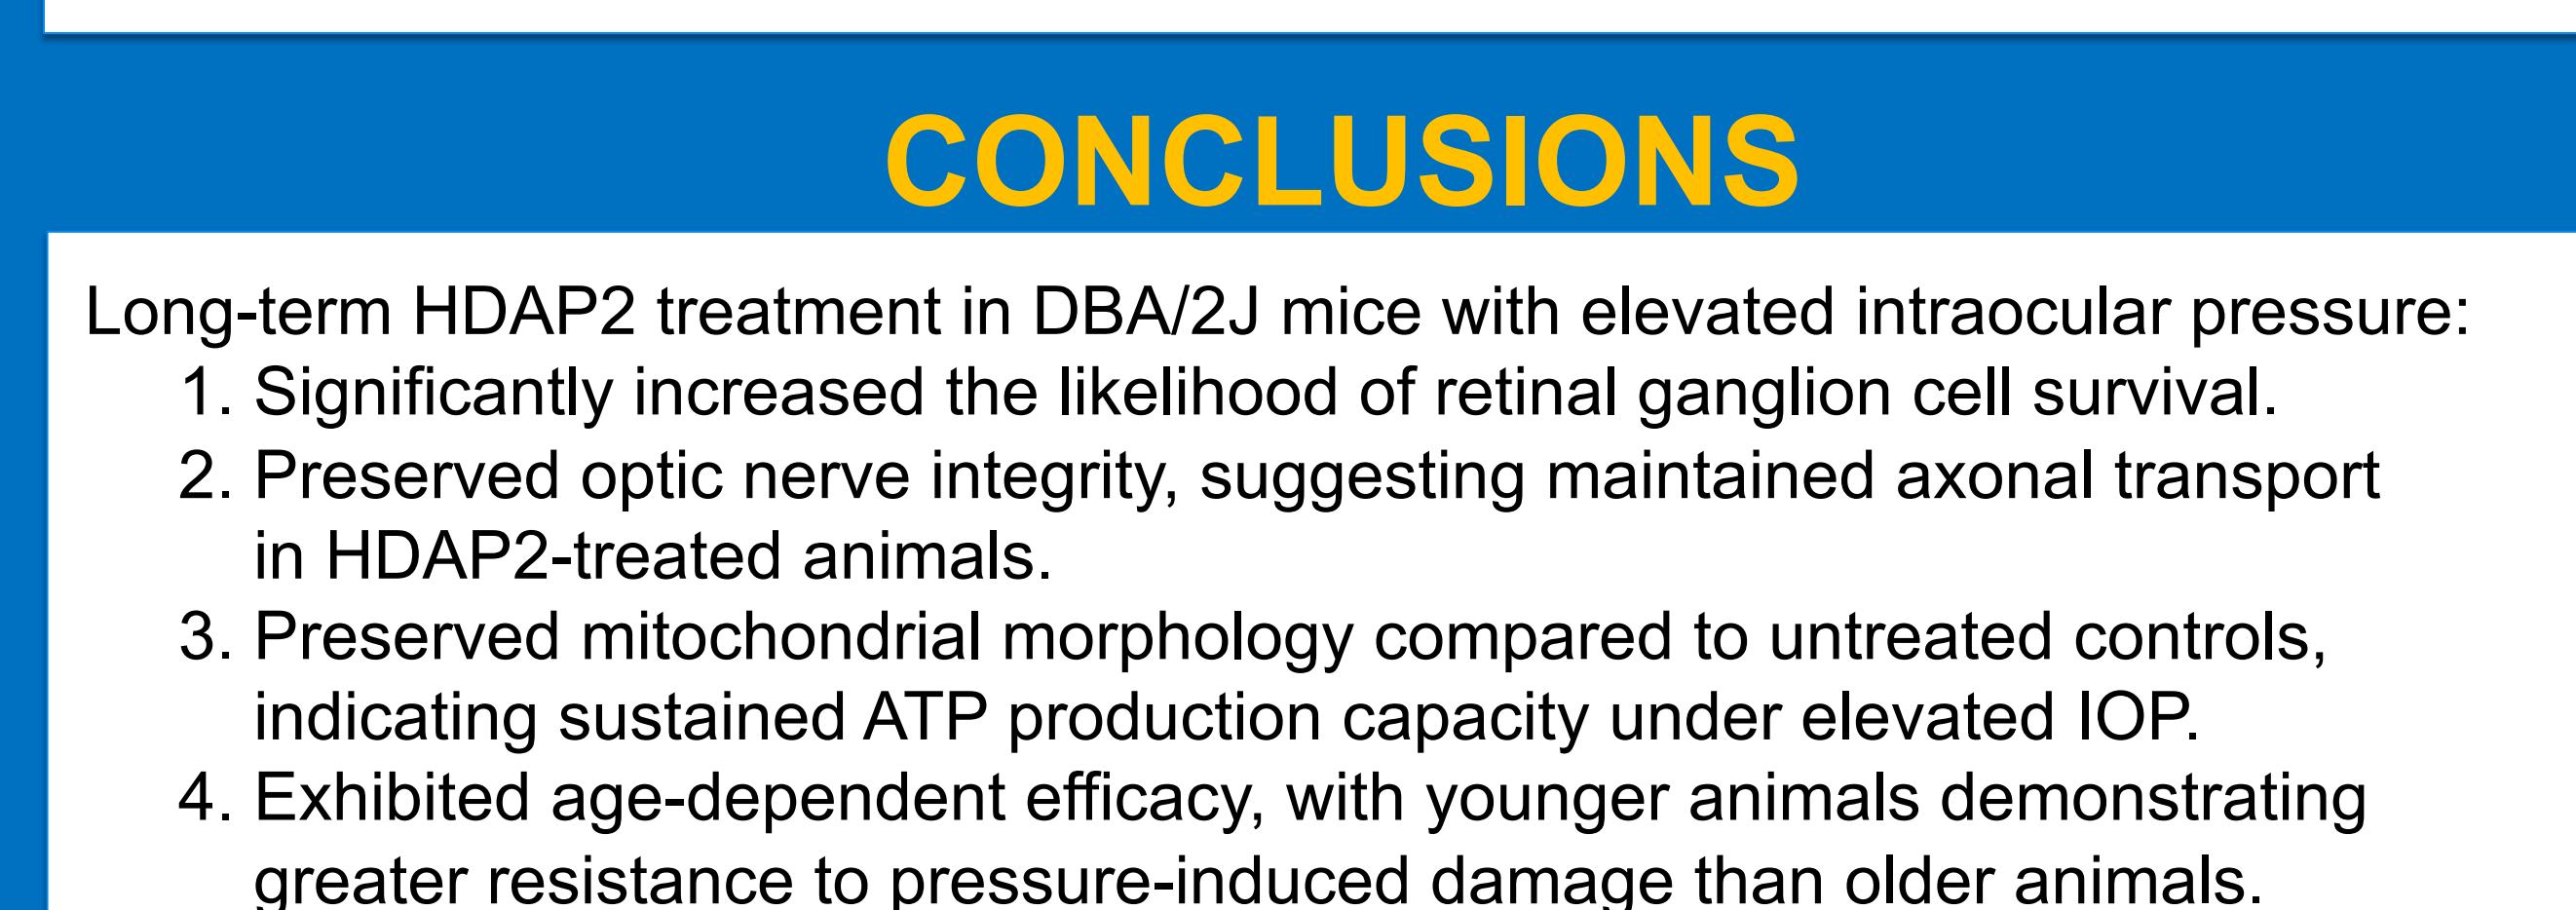 CONCLUSIONS
Long-term HDAP2 treatment in DBA/2J mice with elevated intraocular pressure:
1. Significantly increased the likelihood of retinal ganglion cell survival.
2. Preserved optic nerve integrity, suggesting maintained axonal transport
in HDAP2-treated animals.
3. Preserved mitochondrial morphology compared to untreated controls,
indicating sustained ATP production capacity under elevated IOP.
4. Exhibited age-dependent efficacy, with younger animals demonstrating
greater resistance to pressure-induced damage than older animals.